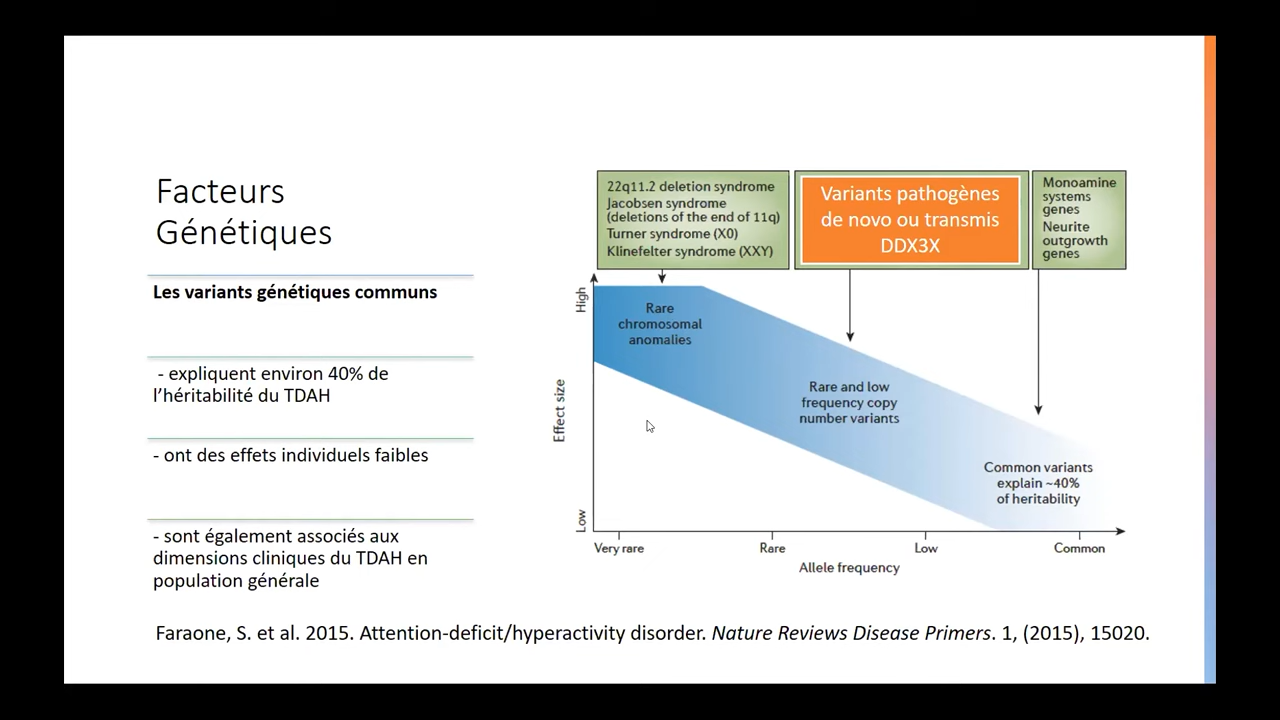 Facteurs
Génétiques
Les variants génétiques communs
- expliquent environ 40% de
l’héritabilité du TDAH
- ont des effets individuels faibles
- sont également associés aux
dimensions cliniques du TDAH en
population générale
22q11.2 deletion syndrome
Jacobsen syndrome
(deletions of the end of 11q)
Turner syndrome (X0)
Klinefelter syndrome (XXY)
Variants pathogènes
de novo ou transmis
DDX3X
Monoamine
systems
genes
Neurite
outgrowth
genes
High
Effect size
Low
Rare
chromosomal
anomalies
Rare and low
frequency copy
number variants
Common variants
explain ~40%
of heritability
Very rare
Rare
Low
Common
Allele frequency
Faraone, S. et al. 2015. Attention-deficit/hyperactivity disorder. Nature Reviews Disease Primers. 1, (2015), 15020.